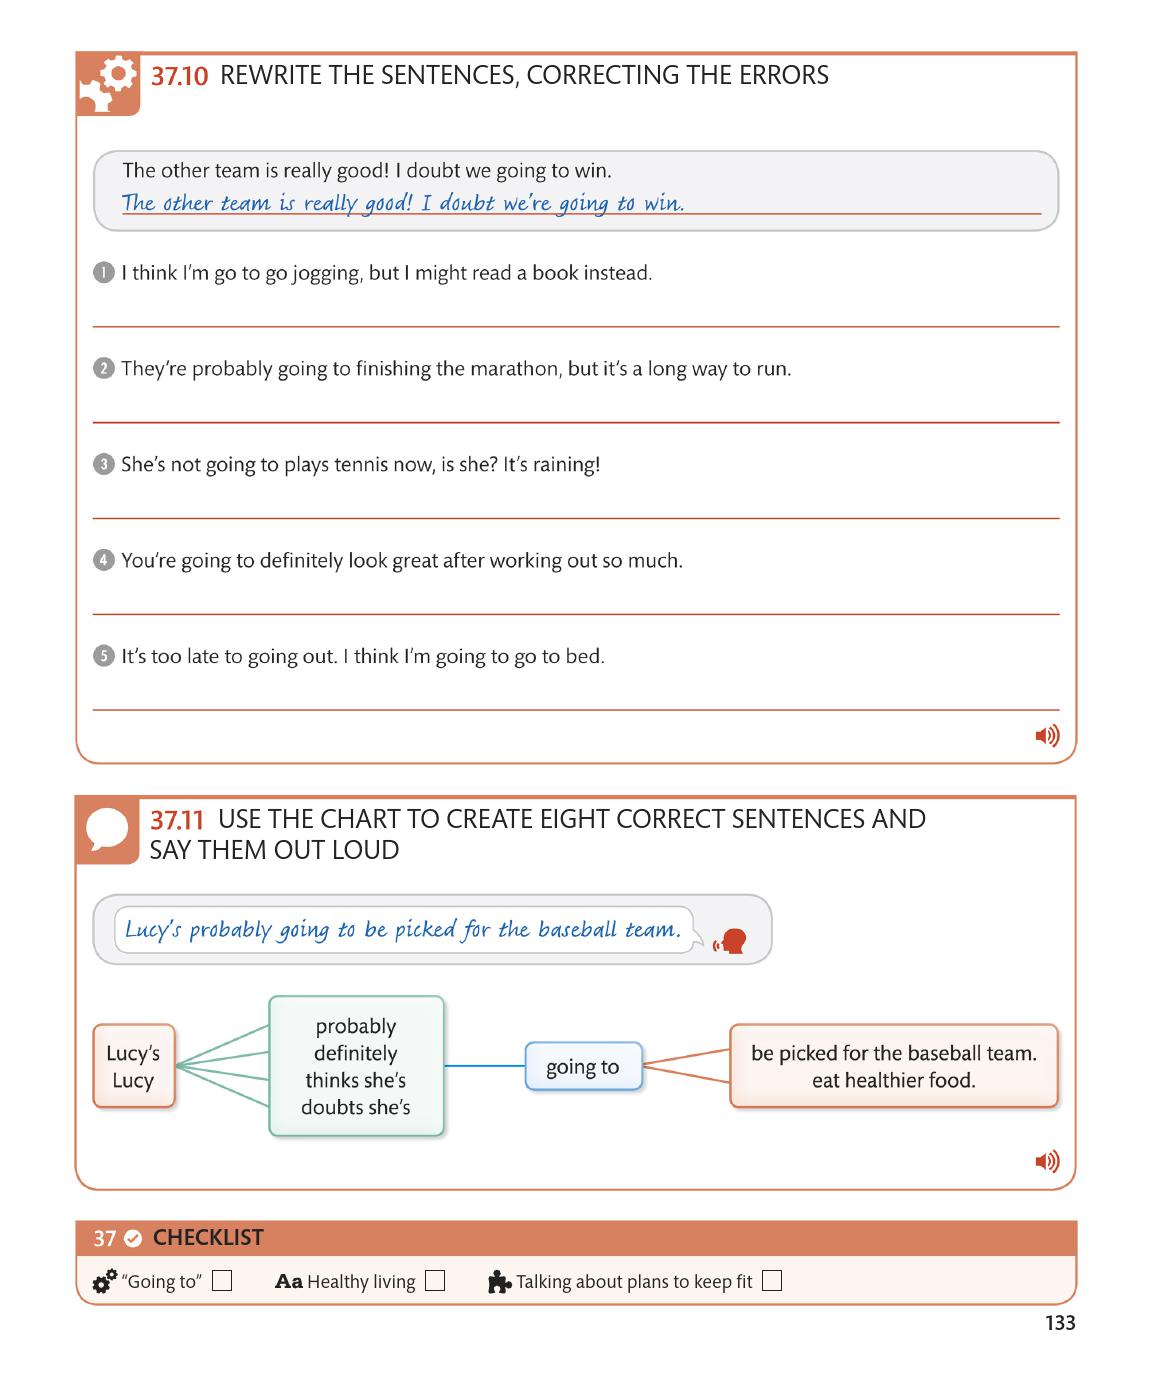 37.10 REWRITE THE SENTENCES, CORRECTING THE ERRORS
The other team is really good! I doubt we going to win.
The other team is really good! I doubt we're going to win.
1 I think I'm go to go jogging, but I might read a book instead.
2 They're probably going to finishing the marathon, but it's a long way to run.
3 She's not going to plays tennis now, is she? It's raining!
4 You're going to definitely look great after working out so much.
5 It's too late to going out. I think I'm going to go to bed.
37.11 USE THE CHART TO CREATE EIGHT CORRECT SENTENCES AND
SAY THEM OUT LOUD
Lucy's probably going to be picked for the baseball team.
Lucy's
Lucy
probably
definitely
thinks she's
doubts she's
going to
be picked for the baseball team.
eat healthier food.
37 CHECKLIST
"Going to" Aa Healthy living Talking about plans to keep fit
133